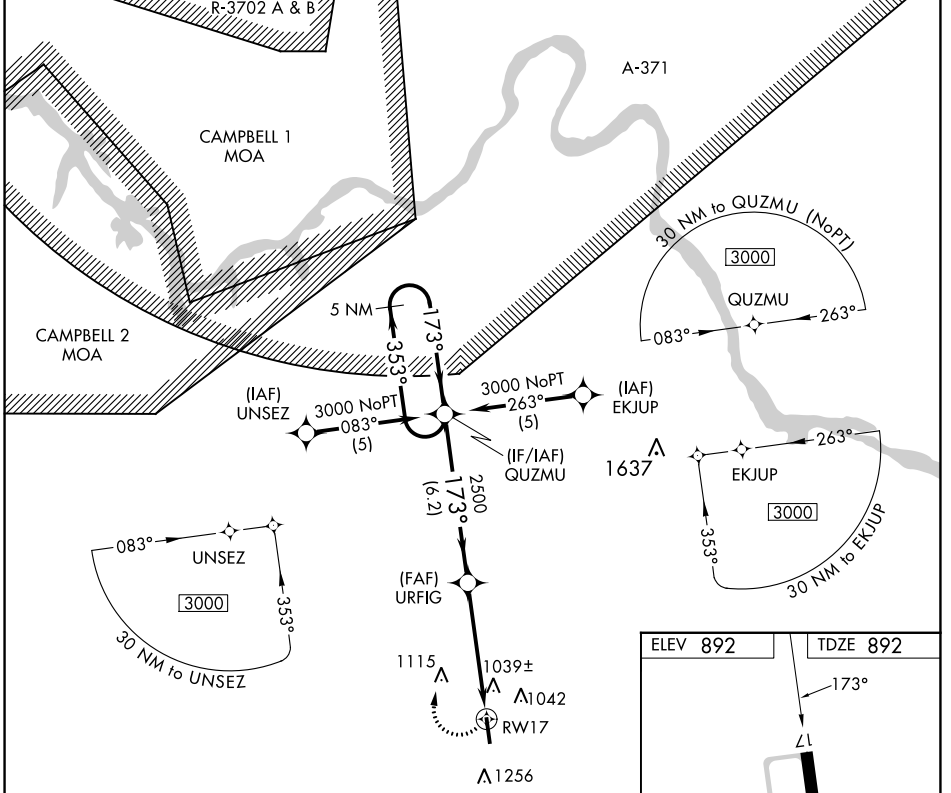 R-3702 A & B
A-371
CAMPBELL 1
MOA
30 NM to QUZMU (NoPT)
3000
QUZMU
083°
263°
5 NM
173°
353°
CAMPBELL 2
MOA
(IAF)
UNSEZ
3000 NoPT
083°
(5)
3000 NoPT
263°
(5)
(IAF)
EKJUP
(IF/IAF)
QUZMU
1637
263°
EKJUP
3000
353°
30 NM to EKJUP
2500
173°
(6.2)
083°
UNSEZ
3000
353°
30 NM to UNSEZ
(FAF)
URFIG
1115
1039±
1042
RW17
1256
ELEV 892
TDZE 892
173°
17